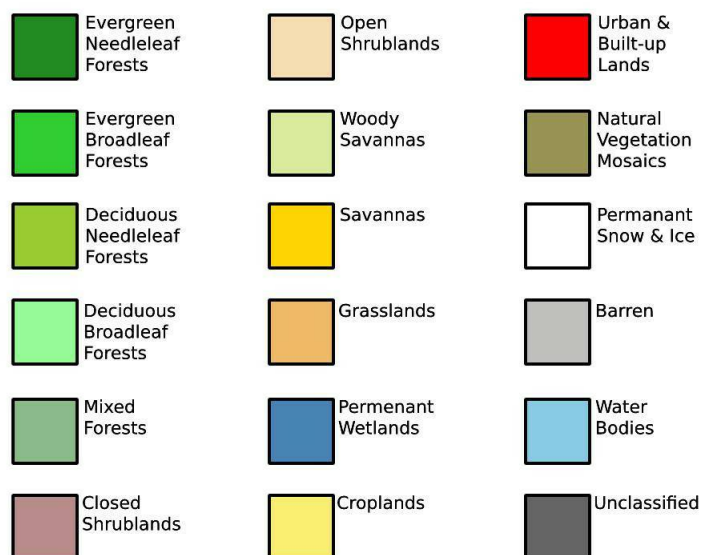 Evergreen
Needleleaf
Forests
Open
Shrublands
Urban &
Built-up
Lands
Evergreen
Broadleaf
Forests
Woody
Savannas
Natural
Vegetation
Mosaics
Deciduous
Needleleaf
Forests
Savannas
Permanant
Snow & Ice
Deciduous
Broadleaf
Forests
Grasslands
Barren
Mixed
Forests
Permenant
Wetlands
Water
Bodies
Closed
Shrublands
Croplands
Unclassified